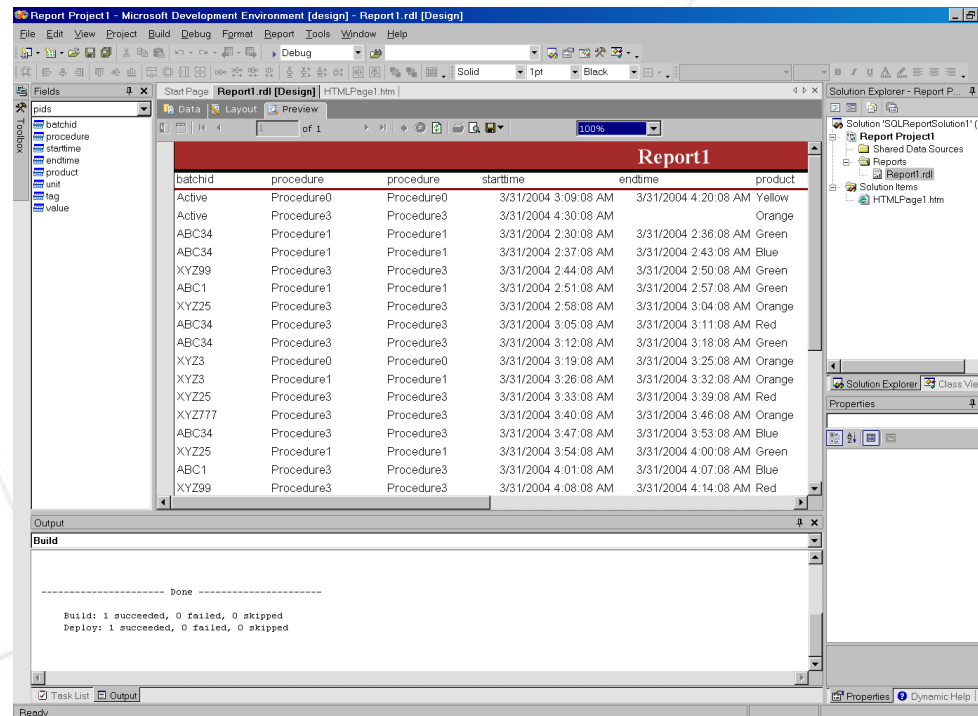 Report Project1 - Microsoft Development Environment [design] - Report1.rdl [Design]
File Edit View Project Build Debug Format Report Tools Window Help
Debug
Solid 1pt Black B I U A
Fields
Toolbox
pids
batchid
procedure
starttime
endtime
product
unit
tag
value
Start Page Report1.rdl [Design] HTMLPage1.htm
Data Layout Preview
1 of 1 100%
Report1
batchid procedure procedure starttime endtime product
Active Procedure0 Procedure0 3/31/2004 3:09:08 AM 3/31/2004 4:20:08 AM Yellow
Active Procedure3 Procedure3 3/31/2004 4:30:08 AM Orange
ABC34 Procedure1 Procedure1 3/31/2004 2:30:08 AM 3/31/2004 2:36:08 AM Green
ABC34 Procedure1 Procedure1 3/31/2004 2:37:08 AM 3/31/2004 2:43:08 AM Blue
XYZ99 Procedure3 Procedure3 3/31/2004 2:44:08 AM 3/31/2004 2:50:08 AM Green
ABC1 Procedure1 Procedure1 3/31/2004 2:51:08 AM 3/31/2004 2:57:08 AM Green
XYZ25 Procedure3 Procedure3 3/31/2004 2:58:08 AM 3/31/2004 3:04:08 AM Orange
ABC34 Procedure3 Procedure3 3/31/2004 3:05:08 AM 3/31/2004 3:11:08 AM Red
ABC34 Procedure3 Procedure3 3/31/2004 3:12:08 AM 3/31/2004 3:18:08 AM Green
XYZ3 Procedure0 Procedure0 3/31/2004 3:19:08 AM 3/31/2004 3:25:08 AM Orange
XYZ3 Procedure1 Procedure1 3/31/2004 3:26:08 AM 3/31/2004 3:32:08 AM Orange
XYZ25 Procedure3 Procedure3 3/31/2004 3:33:08 AM 3/31/2004 3:39:08 AM Red
XYZ777 Procedure3 Procedure3 3/31/2004 3:40:08 AM 3/31/2004 3:46:08 AM Orange
ABC34 Procedure3 Procedure3 3/31/2004 3:47:08 AM 3/31/2004 3:53:08 AM Blue
XYZ25 Procedure1 Procedure1 3/31/2004 3:54:08 AM 3/31/2004 4:00:08 AM Green
ABC1 Procedure3 Procedure3 3/31/2004 4:01:08 AM 3/31/2004 4:07:08 AM Blue
XYZ99 Procedure3 Procedure3 3/31/2004 4:08:08 AM 3/31/2004 4:14:08 AM Red
Solution Explorer - Report P...
Solution 'SQLReportSolution1' (
Report Project1
Shared Data Sources
Reports
Report1.rdl
Solution Items
HTMLPage1.htm
Solution Explorer Class Vie
Properties
Output
Build
---------------------- Done ----------------------
Build: 1 succeeded, 0 failed, 0 skipped
Deploy: 1 succeeded, 0 failed, 0 skipped
Task List Output
Properties Dynamic Help
Ready